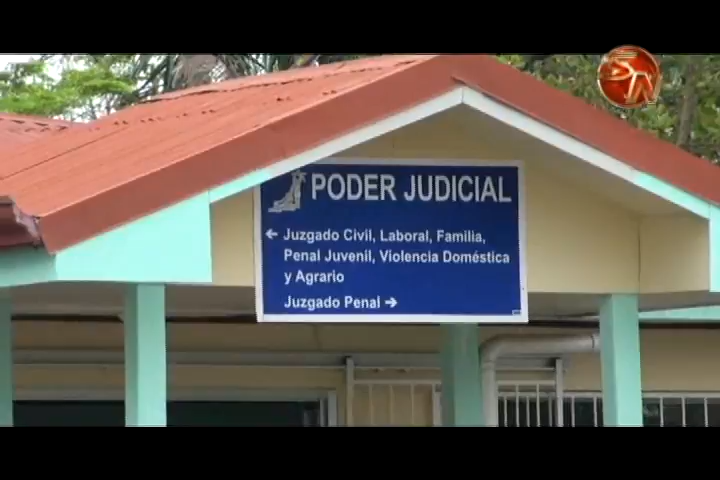 PODER JUDICIAL
← Juzgado Civil, Laboral, Familia,
Penal Juvenil, Violencia Doméstica
y Agrario
Juzgado Penal →